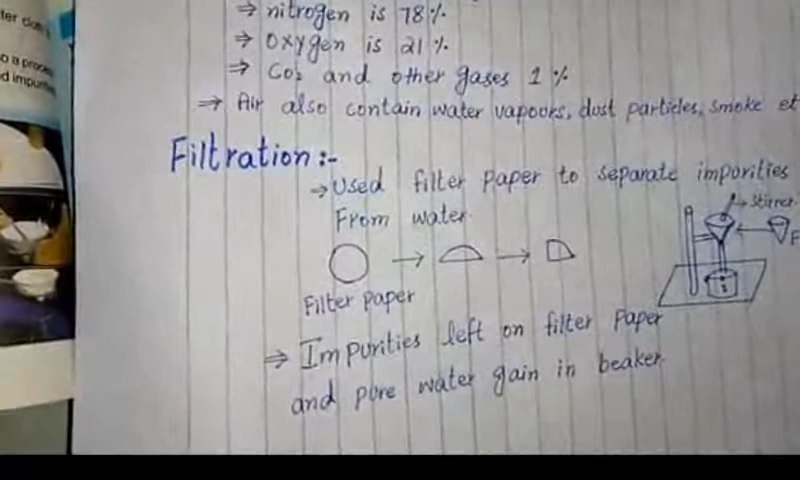 ter
⇒ nitrogen is 78%
⇒ Oxygen is 21%
⇒ Co₂ and other gases 1%
⇒ Air also contain water vapours, dust particles, smoke et
o a proce
d impuri
Filtration :-
→ Used filter paper to separate impurities
From water.
→ Stirrer
Filter paper
⇒ Impurities left on filter paper
and pure water gain in beaker.